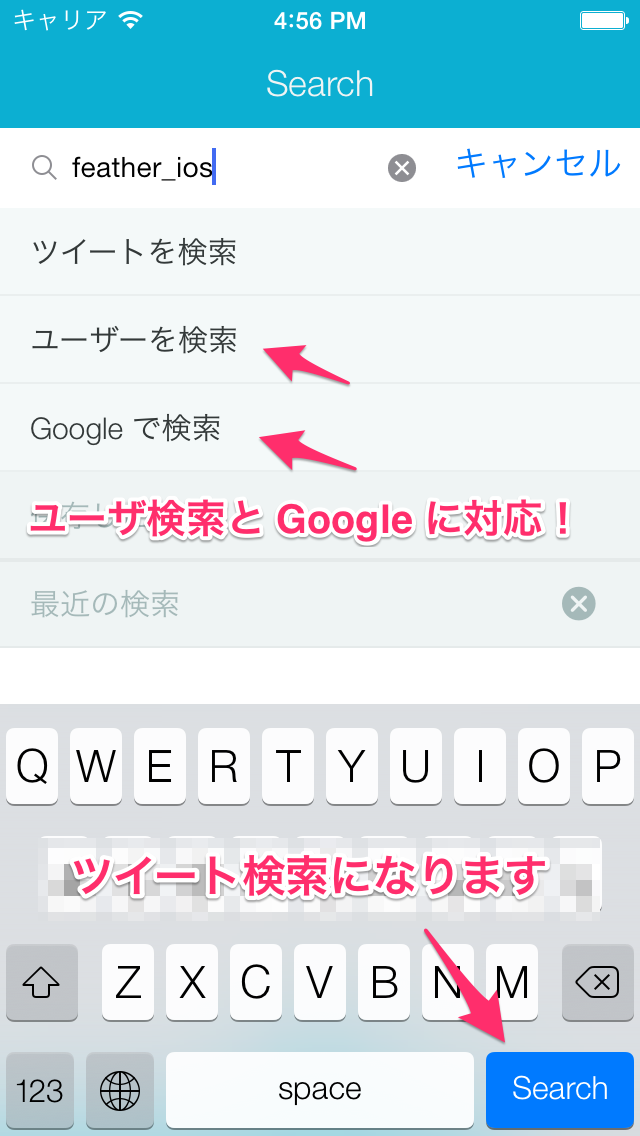 キャリア 4:56 PM
Search
feather_ios キャンセル
ツイートを検索
ユーザーを検索
Google で検索
ユーザ検索と Google に対応！
最近の検索
Q W E R T Y U I O P
ツイート検索になります
Z X C V B N M
123 space Search